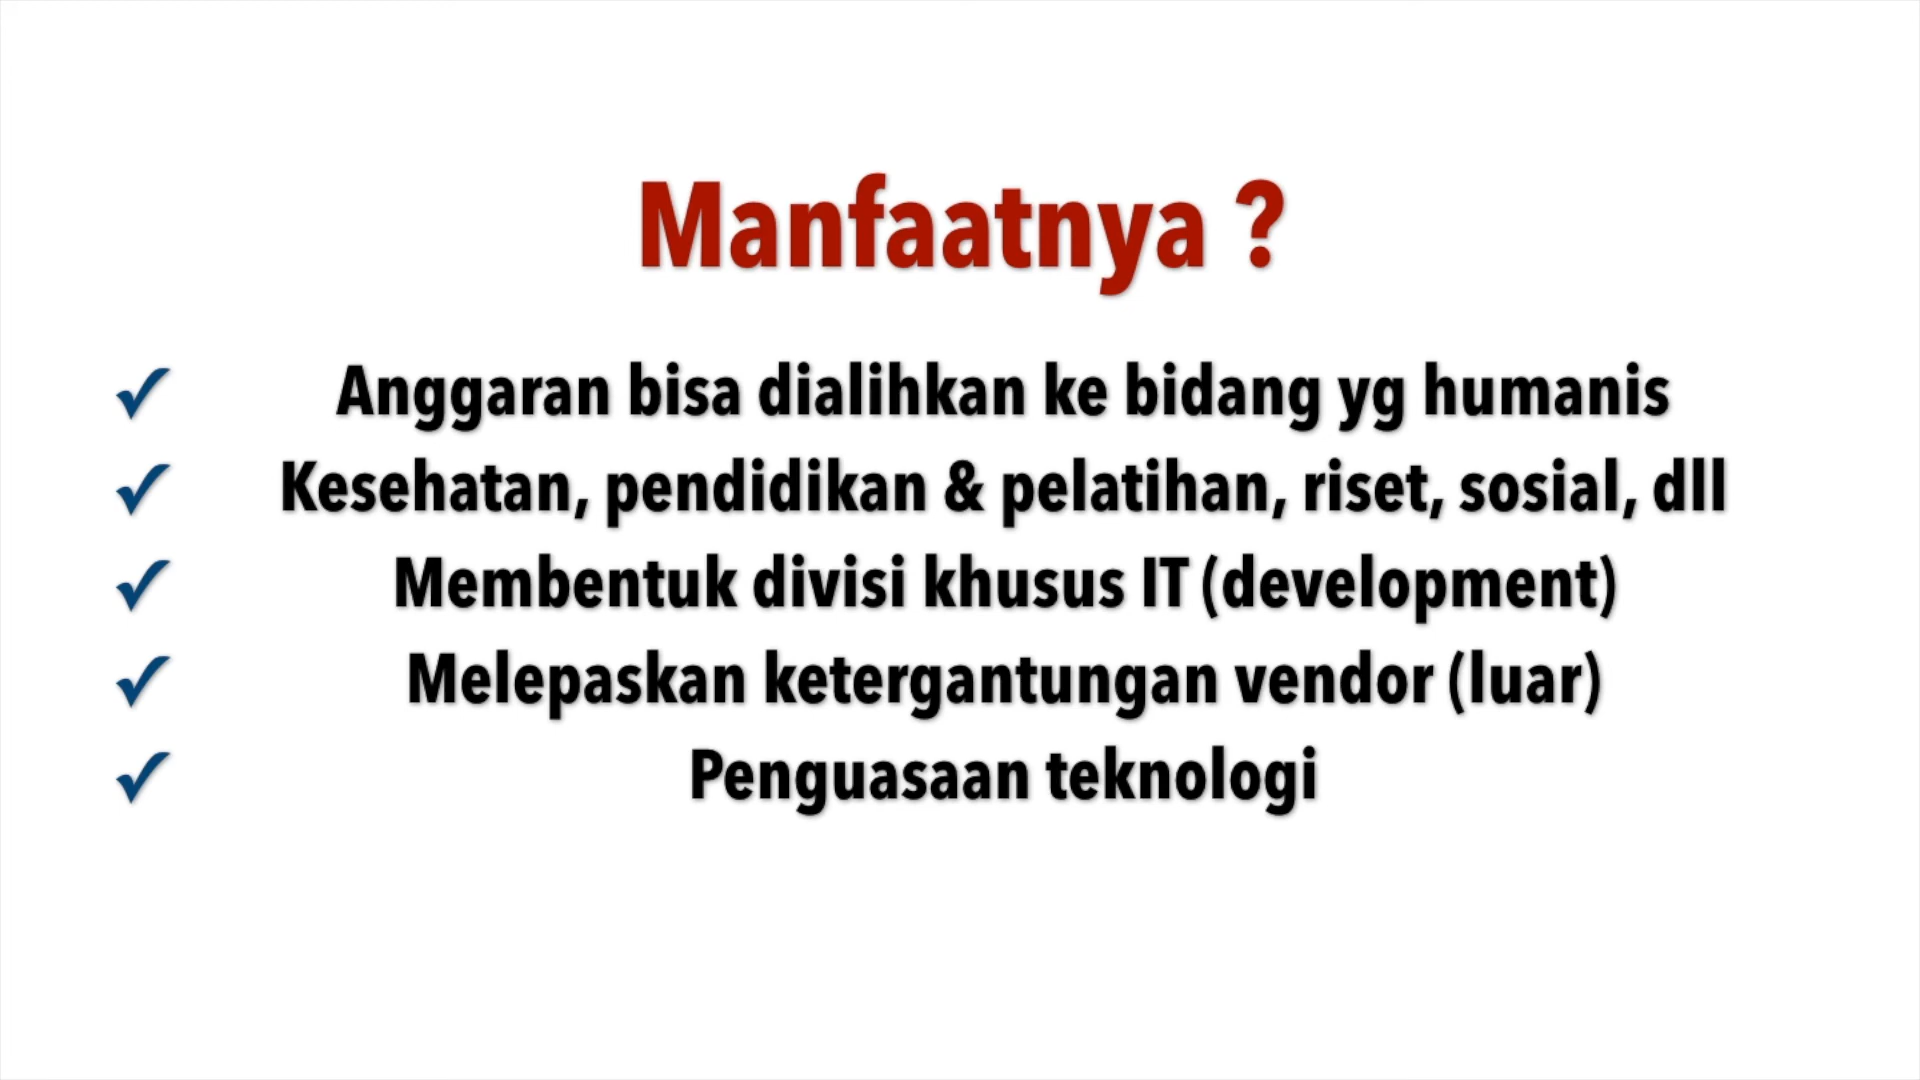 Manfaatnya ?
✓ Anggaran bisa dialihkan ke bidang yg humanis
✓ Kesehatan, pendidikan & pelatihan, riset, sosial, dll
✓ Membentuk divisi khusus IT (development)
✓ Melepaskan ketergantungan vendor (luar)
✓ Penguasaan teknologi